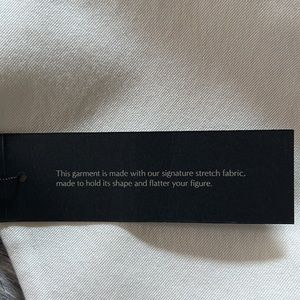 This garment is made with our signature stretch fabric,
made to hold its shape and flatter your figure.